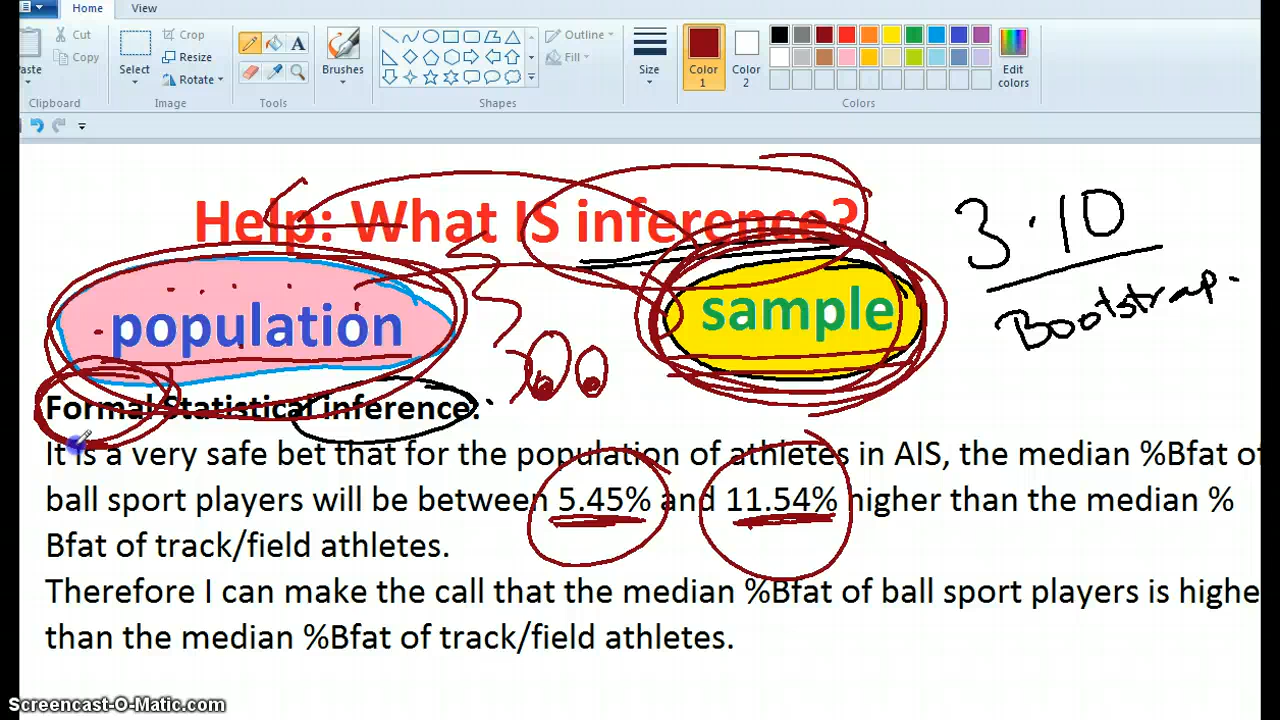 Home View
Cut
Copy
Paste
Clipboard
Select
Crop
Resize
Rotate
Image
A
Tools
Brushes
Outline
Fill
Shapes
Size
Color 1
Color 2
Edit colors
Colors
Help: What IS inference?
population
sample
3.10
Bootstrap.
Formal Statistical inference:
It is a very safe bet that for the population of athletes in AIS, the median %Bfat of
ball sport players will be between 5.45% and 11.54% higher than the median %
Bfat of track/field athletes.
Therefore I can make the call that the median %Bfat of ball sport players is highe
than the median %Bfat of track/field athletes.
Screencast-O-Matic.com